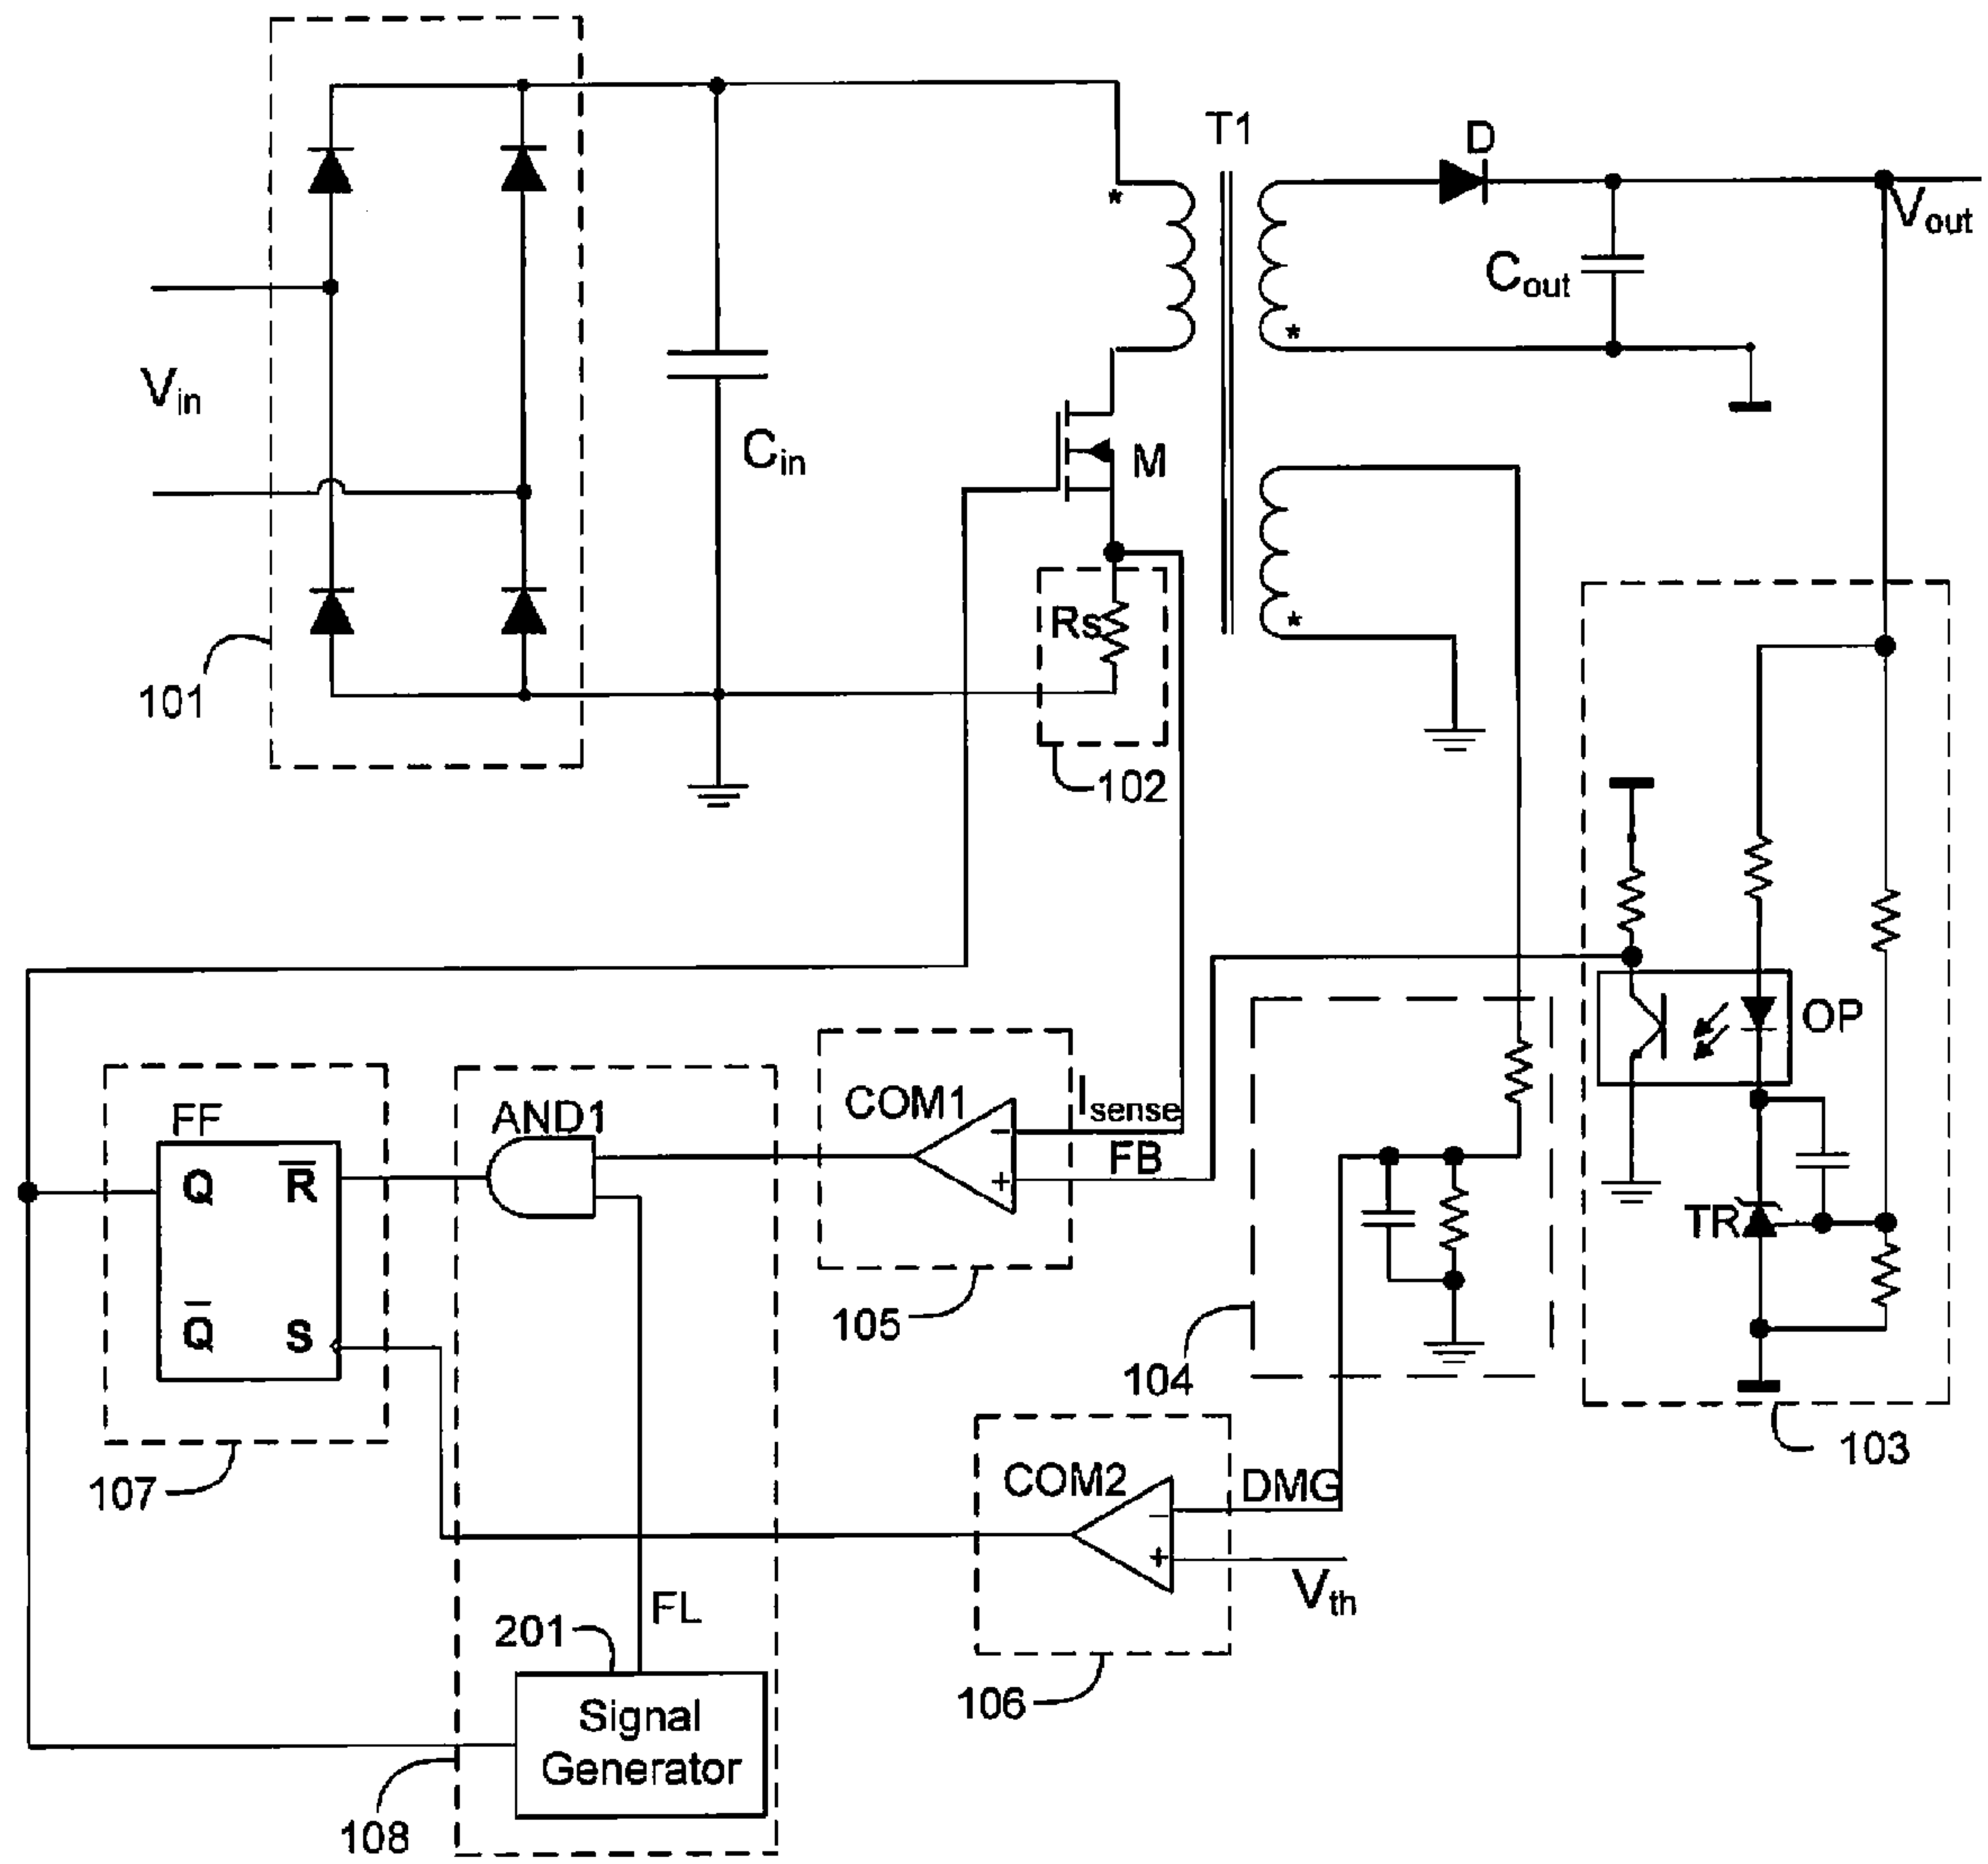 T1
D
Vout
Cout
Vin
Cin
M
Rs
101
102
OP
COM1
Isense
FB
FF
AND1
Q
R̅
Q̅
S
TR
105
104
103
107
COM2
DMG
Vth
FL
201
106
Signal
Generator
108